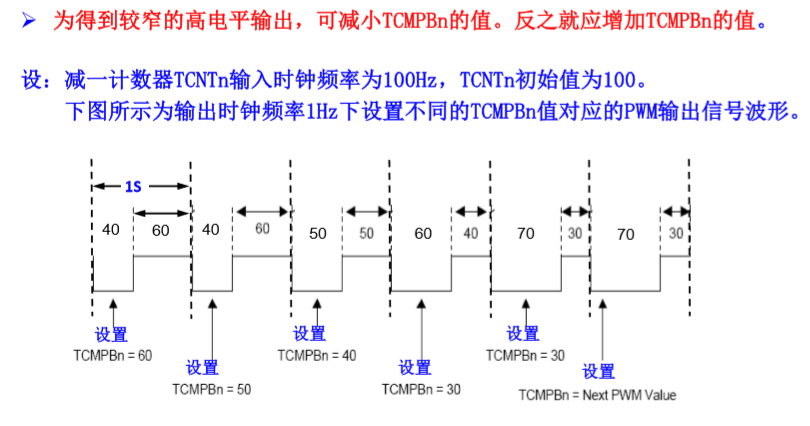 ➢ 为得到较窄的高电平输出，可减小TCMPBn的值。反之就应增加TCMPBn的值。
设：减一计数器TCNTn输入时钟频率为100Hz，TCNTn初始值为100。
下图所示为输出时钟频率1Hz下设置不同的TCMPBn值对应的PWM输出信号波形。
1S
40 60 40 60 50 50 60 40 70 30 70 30
设置 设置 设置
TCMPBn = 60 TCMPBn = 40 TCMPBn = 30
设置 设置 设置
TCMPBn = 50 TCMPBn = 30 TCMPBn = Next PWM Value